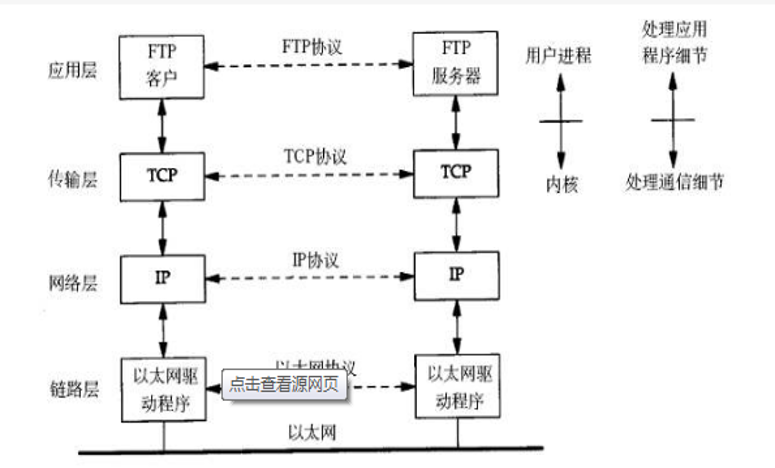 处理应用
程序细节
FTP
客户
FTP协议
FTP
服务器
用户进程
应用层
TCP协议
TCP
TCP
传输层
内核
处理通信细节
IP协议
IP
IP
网络层
以太网协议
以太网驱
动程序
点击查看源网页
以太网驱
动程序
链路层
以太网